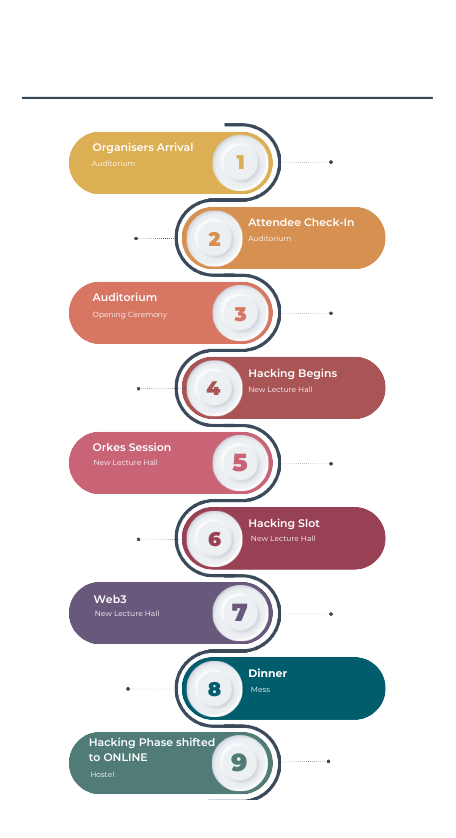 Organisers Arrival
Auditorium
1
Attendee Check-In
Auditorium
2
Auditorium
Opening Ceremony
3
Hacking Begins
New Lecture Hall
4
Orkes Session
New Lecture Hall
5
Hacking Slot
New Lecture Hall
6
Web3
New Lecture Hall
7
Dinner
Mess
8
Hacking Phase shifted
to ONLINE
Hostel
9